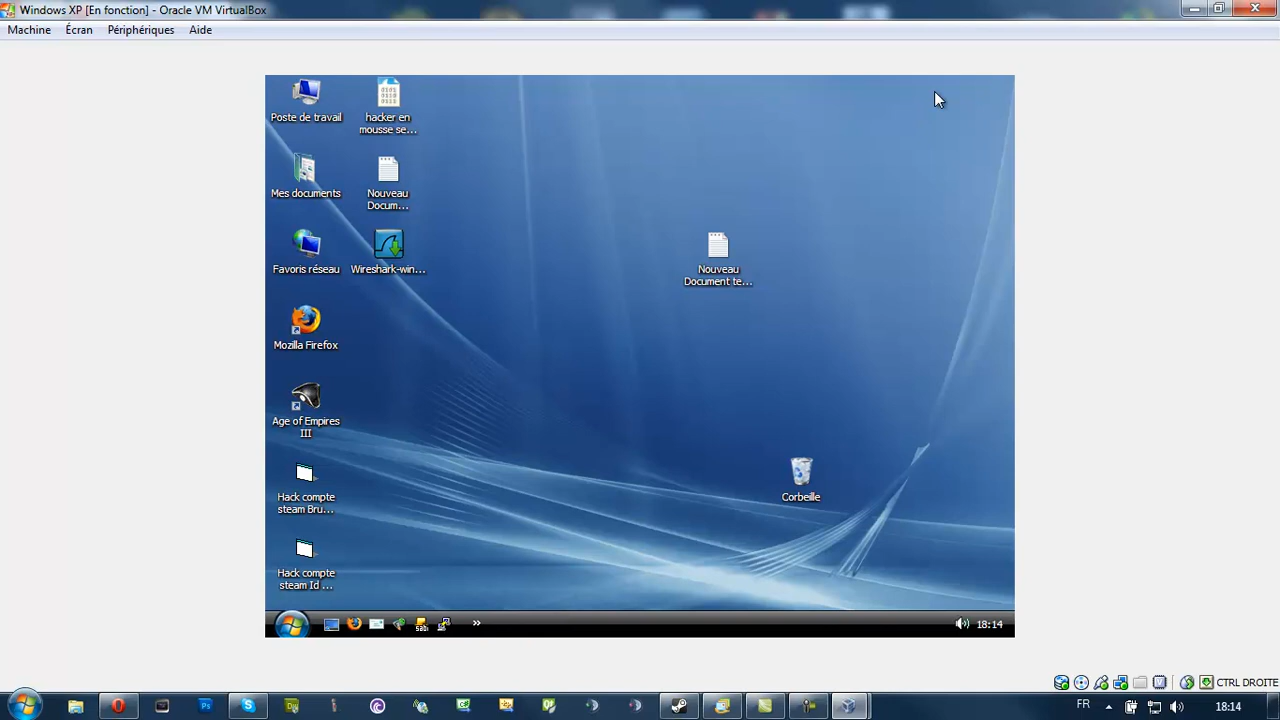 Windows XP [En fonction] - Oracle VM VirtualBox
Machine Écran Périphériques Aide
Poste de travail
hacker en
mousse se...
Mes documents
Nouveau
Docum...
Favoris réseau
Wireshark-win...
Nouveau
Document te...
Mozilla Firefox
Age of Empires
III
Hack compte
steam Bru...
Corbeille
Hack compte
steam Id ...
18:14
CTRL DROITE
FR
18:14